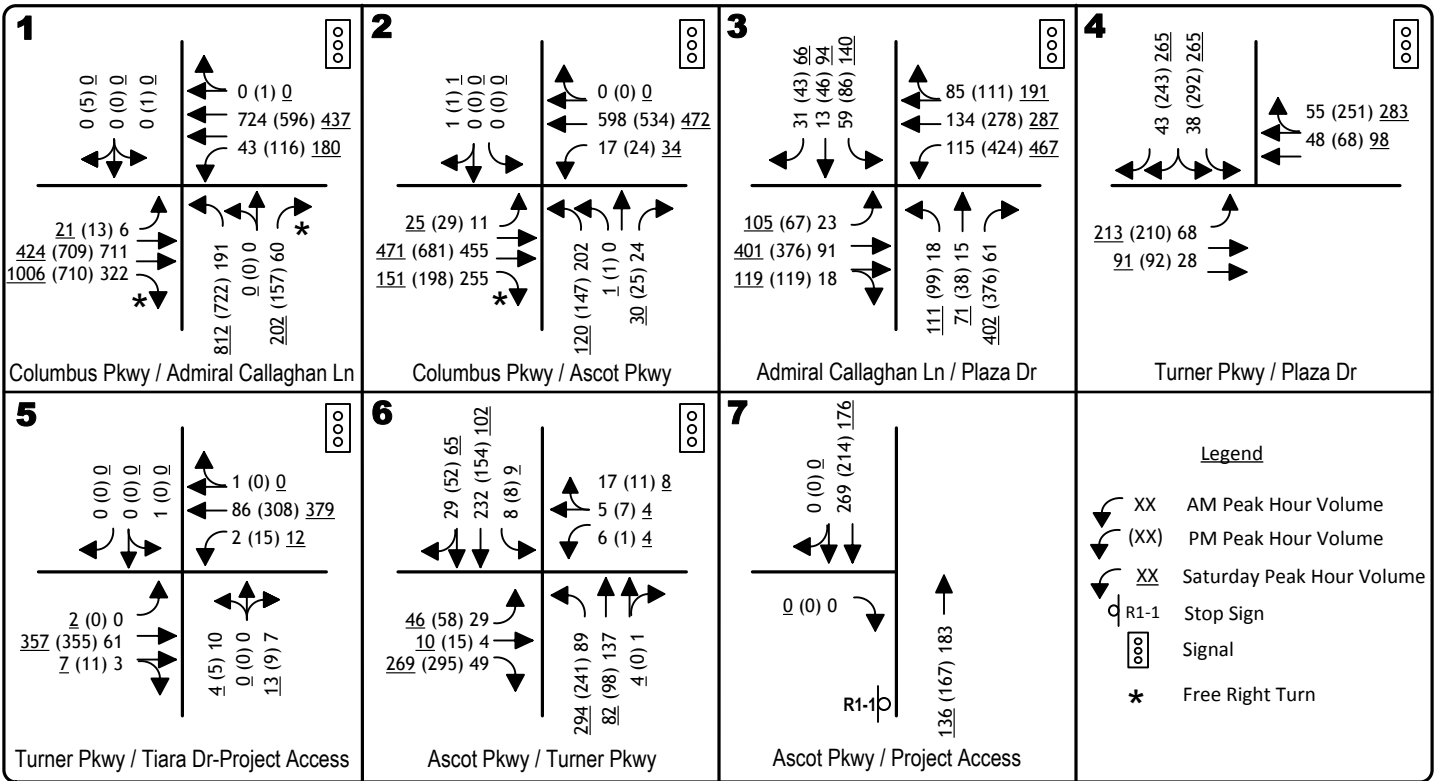 1
0 (5) 0
0 (0) 0
0 (1) 0
0 (1) 0
724 (596) 437
43 (116) 180
21 (13) 6
424 (709) 711
1006 (710) 322
*
812 (722) 191
0 (0) 0
202 (157) 60
*
Columbus Pkwy / Admiral Callaghan Ln
2
1 (1) 1
0 (0) 0
0 (0) 0
0 (0) 0
598 (534) 472
17 (24) 34
25 (29) 11
471 (681) 455
151 (198) 255
*
120 (147) 202
1 (1) 0
30 (25) 24
Columbus Pkwy / Ascot Pkwy
3
31 (43) 66
13 (46) 94
59 (86) 140
85 (111) 191
134 (278) 287
115 (424) 467
105 (67) 23
401 (376) 91
119 (119) 18
111 (99) 18
71 (38) 15
402 (376) 61
Admiral Callaghan Ln / Plaza Dr
4
43 (243) 265
38 (292) 265
55 (251) 283
48 (68) 98
213 (210) 68
91 (92) 28
Turner Pkwy / Plaza Dr
5
0 (0) 0
0 (0) 0
1 (0) 0
1 (0) 0
86 (308) 379
2 (15) 12
2 (0) 0
357 (355) 61
7 (11) 3
4 (5) 10
0 (0) 0
13 (9) 7
Turner Pkwy / Tiara Dr-Project Access
6
29 (52) 65
232 (154) 102
8 (8) 9
17 (11) 8
5 (7) 4
6 (1) 4
46 (58) 29
10 (15) 4
269 (295) 49
294 (241) 89
82 (98) 137
4 (0) 1
Ascot Pkwy / Turner Pkwy
7
0 (0) 0
269 (214) 176
0 (0) 0
R1-1
136 (167) 183
Ascot Pkwy / Project Access
Legend
XX AM Peak Hour Volume
(XX) PM Peak Hour Volume
XX Saturday Peak Hour Volume
R1-1 Stop Sign
Signal
* Free Right Turn